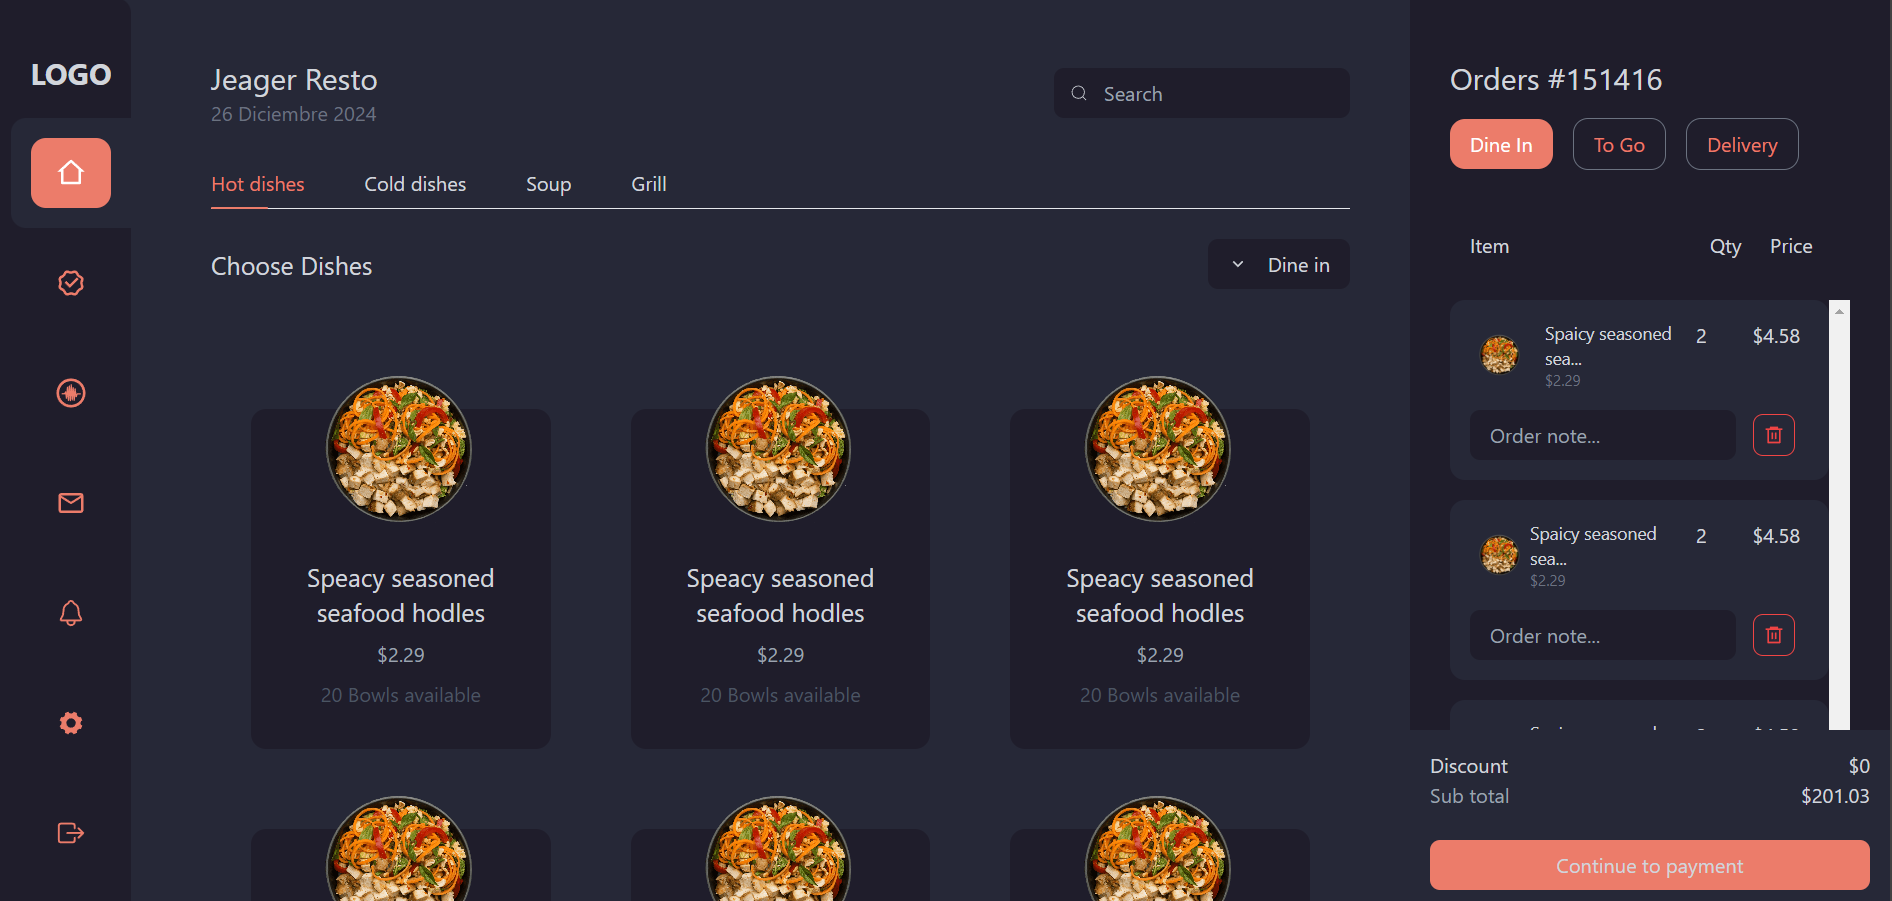 LOGO
Jeager Resto
26 Diciembre 2024
Search
Hot dishes
Cold dishes
Soup
Grill
Choose Dishes
Dine in
Speacy seasoned
seafood hodles
$2.29
20 Bowls available
Speacy seasoned
seafood hodles
$2.29
20 Bowls available
Speacy seasoned
seafood hodles
$2.29
20 Bowls available
Orders #151416
Dine In
To Go
Delivery
Item
Qty
Price
Spaicy seasoned
sea...
$2.29
2
$4.58
Order note...
Spaicy seasoned
sea...
$2.29
2
$4.58
Order note...
Discount
$0
Sub total
$201.03
Continue to payment